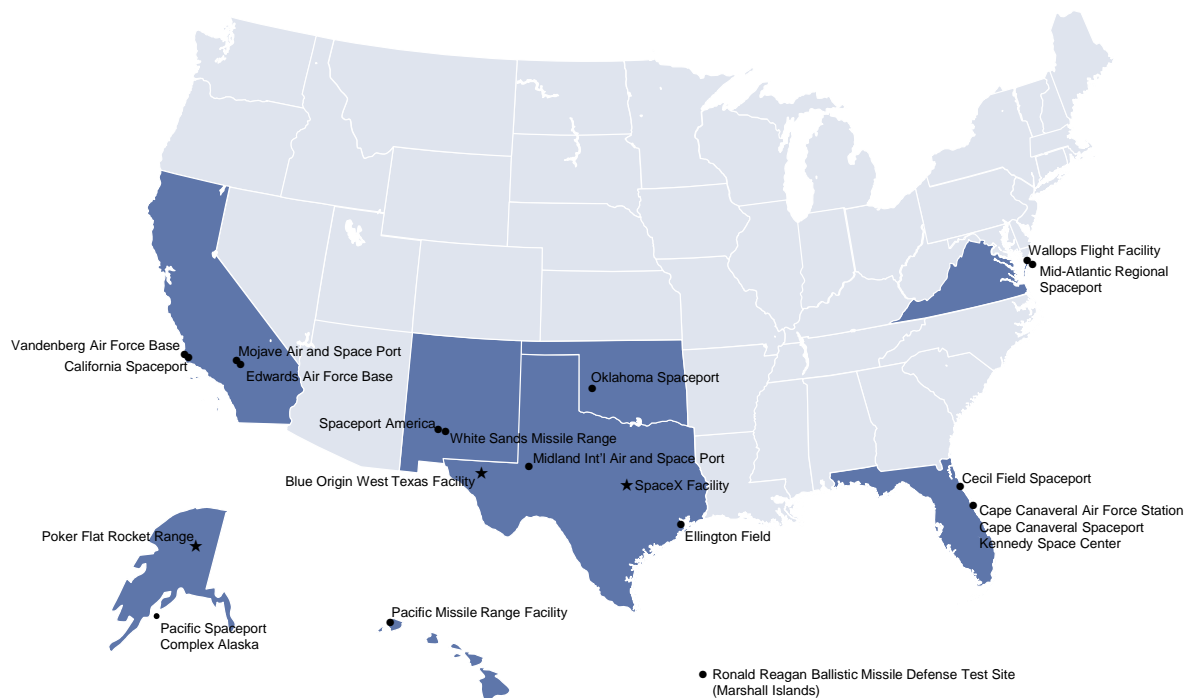 Wallops Flight Facility
Mid-Atlantic Regional
Spaceport
Vandenberg Air Force Base
California Spaceport
Mojave Air and Space Port
Edwards Air Force Base
Oklahoma Spaceport
Spaceport America
White Sands Missile Range
Midland Int'l Air and Space Port
Blue Origin West Texas Facility
SpaceX Facility
Cecil Field Spaceport
Cape Canaveral Air Force Station
Cape Canaveral Spaceport
Kennedy Space Center
Ellington Field
Poker Flat Rocket Range
Pacific Spaceport
Complex Alaska
Pacific Missile Range Facility
Ronald Reagan Ballistic Missile Defense Test Site
(Marshall Islands)